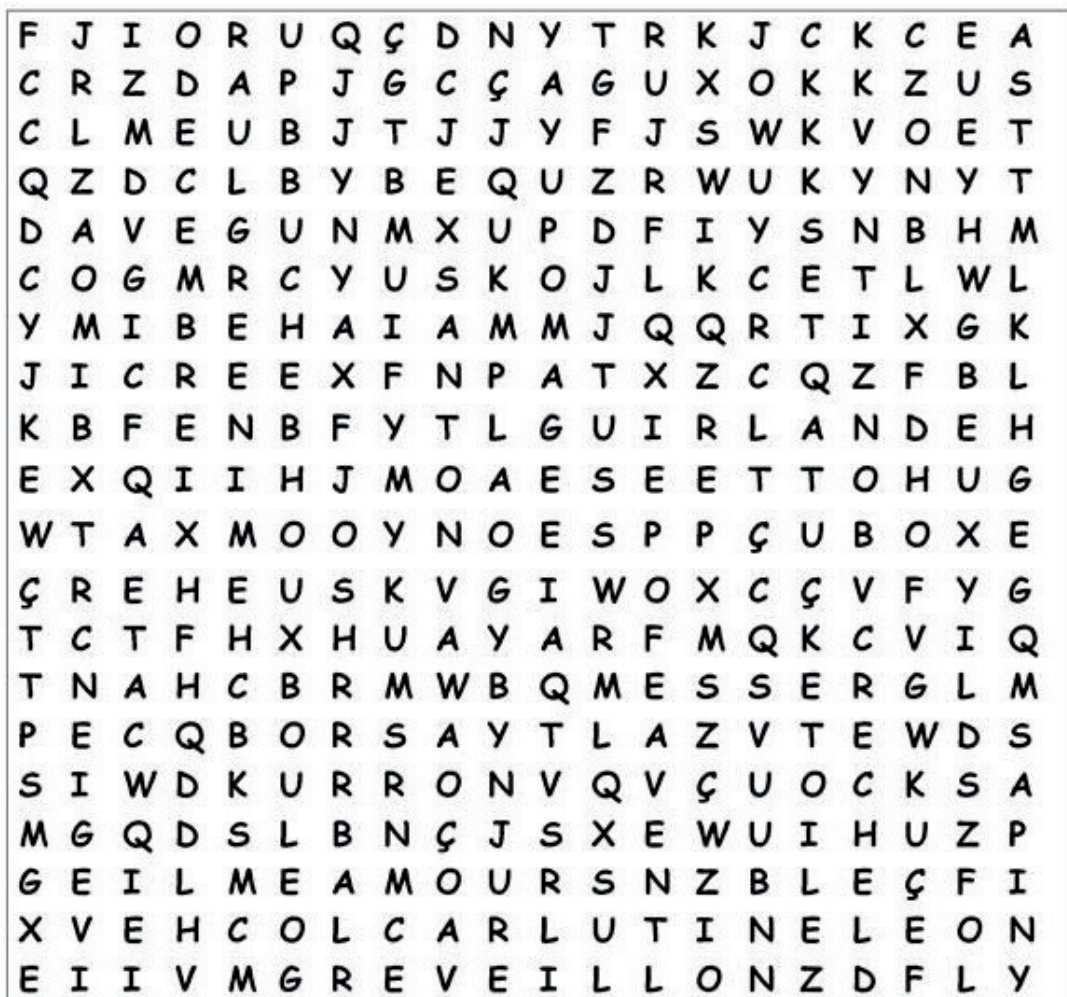 F J I O R U Q Ç D N Y T R K J C K C E A
C R Z D A P J G C Ç A G U X O K K Z U S
C L M E U B J T J J Y F J S W K V O E T
Q Z D C L B Y B E Q U Z R W U K Y N Y T
D A V E G U N M X U P D F I Y S N B H M
C O G M R C Y U S K O J L K C E T L W L
Y M I B E H A I A M M J Q Q R T I X G K
J I C R E E X F N P A T X Z C Q Z F B L
K B F E N B F Y T L G U I R L A N D E H
E X Q I I H J M O A E S E E T T O H U G
W T A X M O O Y N O E S P P Ç U B O X E
Ç R E H E U S K V G I W O X C Ç V F Y G
T C T F H X H U A Y A R F M Q K C V I Q
T N A H C B R M W B Q M E S S E R G L M
P E C Q B O R S A Y T L A Z V T E W D S
S I W D K U R R O N V Q V Ç U O C K S A
M G Q D S L B N Ç J S X E W U I H U Z P
G E I L M E A M O U R S N Z B L E Ç F I
X V E H C O L C A R L U T I N E L E O N
E I I V M G R E V E I L L O N Z D F L Y